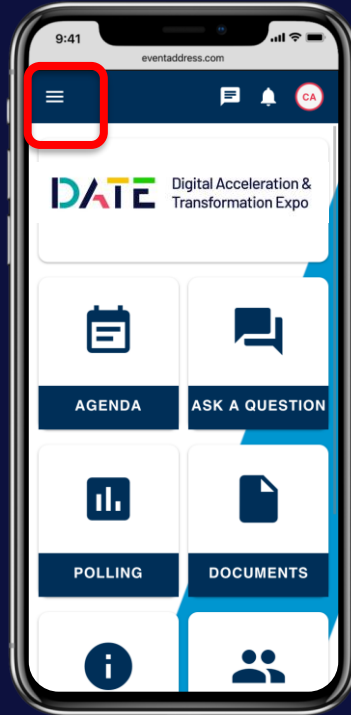 9:41
eventaddress.com
CA
DATE
Digital Acceleration &
Transformation Expo
AGENDA
ASK A QUESTION
POLLING
DOCUMENTS